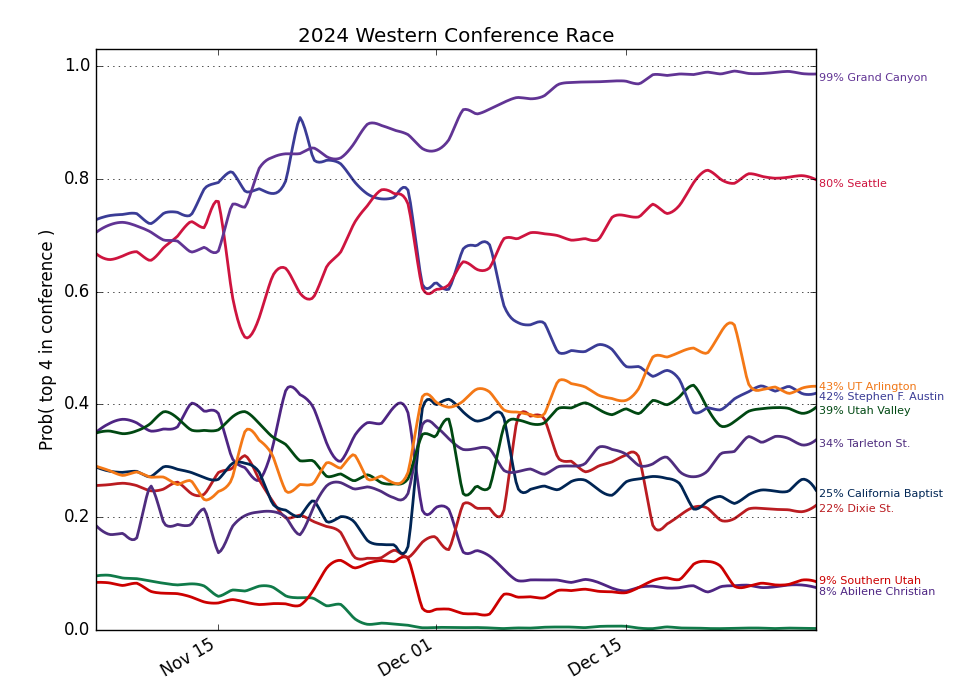 2024 Western Conference Race
Prob( top 4 in conference )
1.0
0.8
0.6
0.4
0.2
0.0
Nov 15
Dec 01
Dec 15
99% Grand Canyon
80% Seattle
43% UT Arlington
42% Stephen F. Austin
39% Utah Valley
34% Tarleton St.
25% California Baptist
22% Dixie St.
9% Southern Utah
8% Abilene Christian